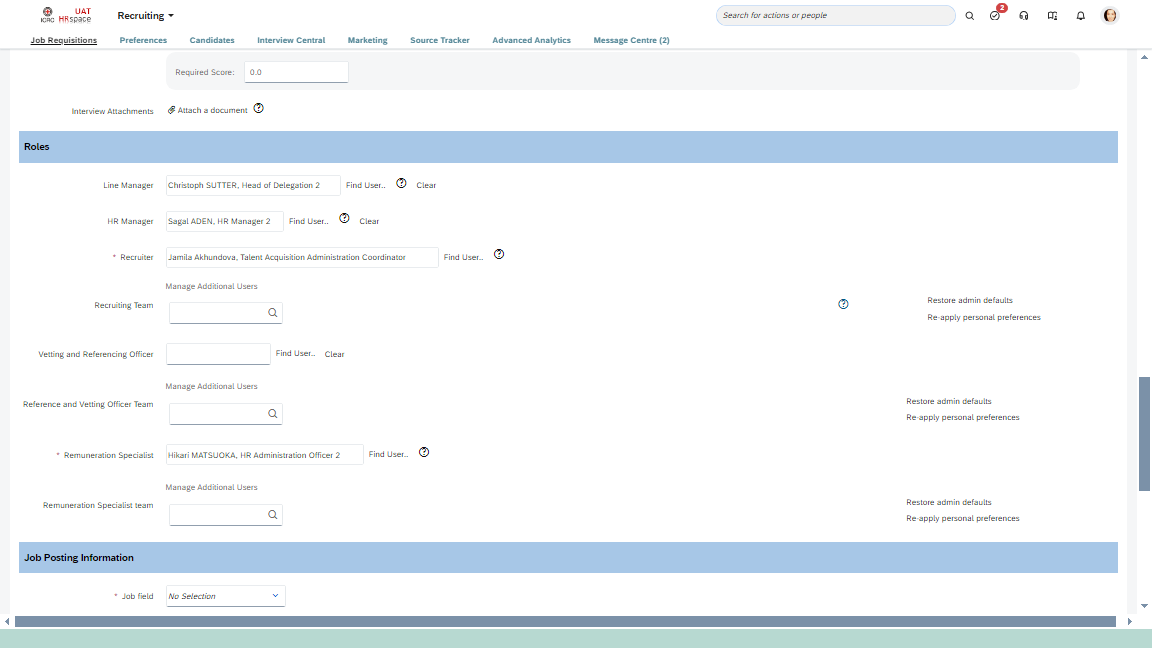 ICRC UAT HRspace
Recruiting
Search for actions or people
2
Job Requisitions Preferences Candidates Interview Central Marketing Source Tracker Advanced Analytics Message Centre (2)
Required Score: 0.0
Interview Attachments Attach a document ?
Roles
Line Manager Christoph SUTTER, Head of Delegation 2 Find User.. ? Clear
HR Manager Sagal ADEN, HR Manager 2 Find User.. ? Clear
* Recruiter Jamila Akhundova, Talent Acquisition Administration Coordinator Find User.. ?
Manage Additional Users
Recruiting Team ? Restore admin defaults
Re-apply personal preferences
Vetting and Referencing Officer Find User.. Clear
Manage Additional Users
Reference and Vetting Officer Team Restore admin defaults
Re-apply personal preferences
* Remuneration Specialist Hikari MATSUOKA, HR Administration Officer 2 Find User.. ?
Manage Additional Users
Remuneration Specialist team Restore admin defaults
Re-apply personal preferences
Job Posting Information
* Job field No Selection